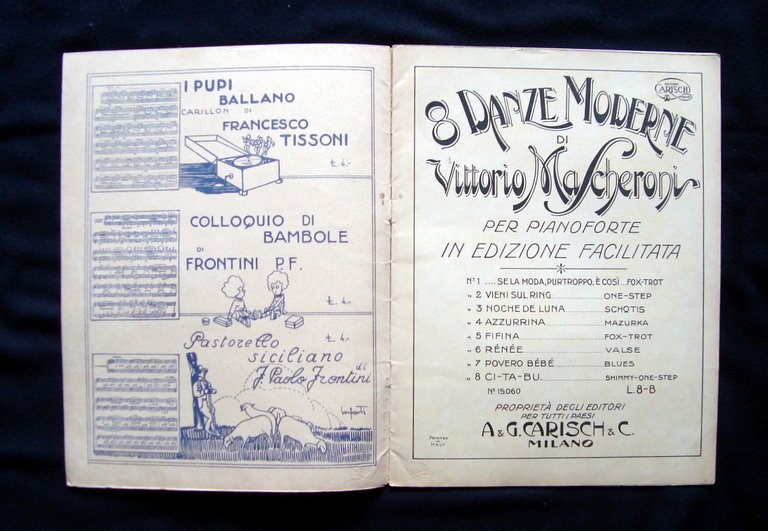 I PUPI
BALLANO
CARILLON DI
FRANCESCO
TISSONI
£. 4.-
COLLOQUIO DI
BAMBOLE
DI
FRONTINI P.F.
£. 4.-
£. 4.-
Pastorello
siciliano
di
J. Paolo Frontini
CARISCH
8 DANZE MODERNE
DI
Vittorio Mascheroni
PER PIANOFORTE
IN EDIZIONE FACILITATA
Nº 1 ....SE LA MODA, PURTROPPO, È COSÌ...FOX-TROT
" 2 VIENI SUL RING ONE-STEP
" 3 NOCHE DE LUNA SCHOTIS
" 4 AZZURRINA MAZURKA
" 5 FIFINA FOX-TROT
" 6 RÉNÉE VALSE
" 7 POVERO BÉBÉ BLUES
" 8 CI-TA-BU. SHIMMY-ONE-STEP
Nº 15060 L.8-B
PROPRIETÀ DEGLI EDITORI
PER TUTTI I PAESI
A. & G. CARISCH & C.
MILANO
PRINTED
IN
ITALY